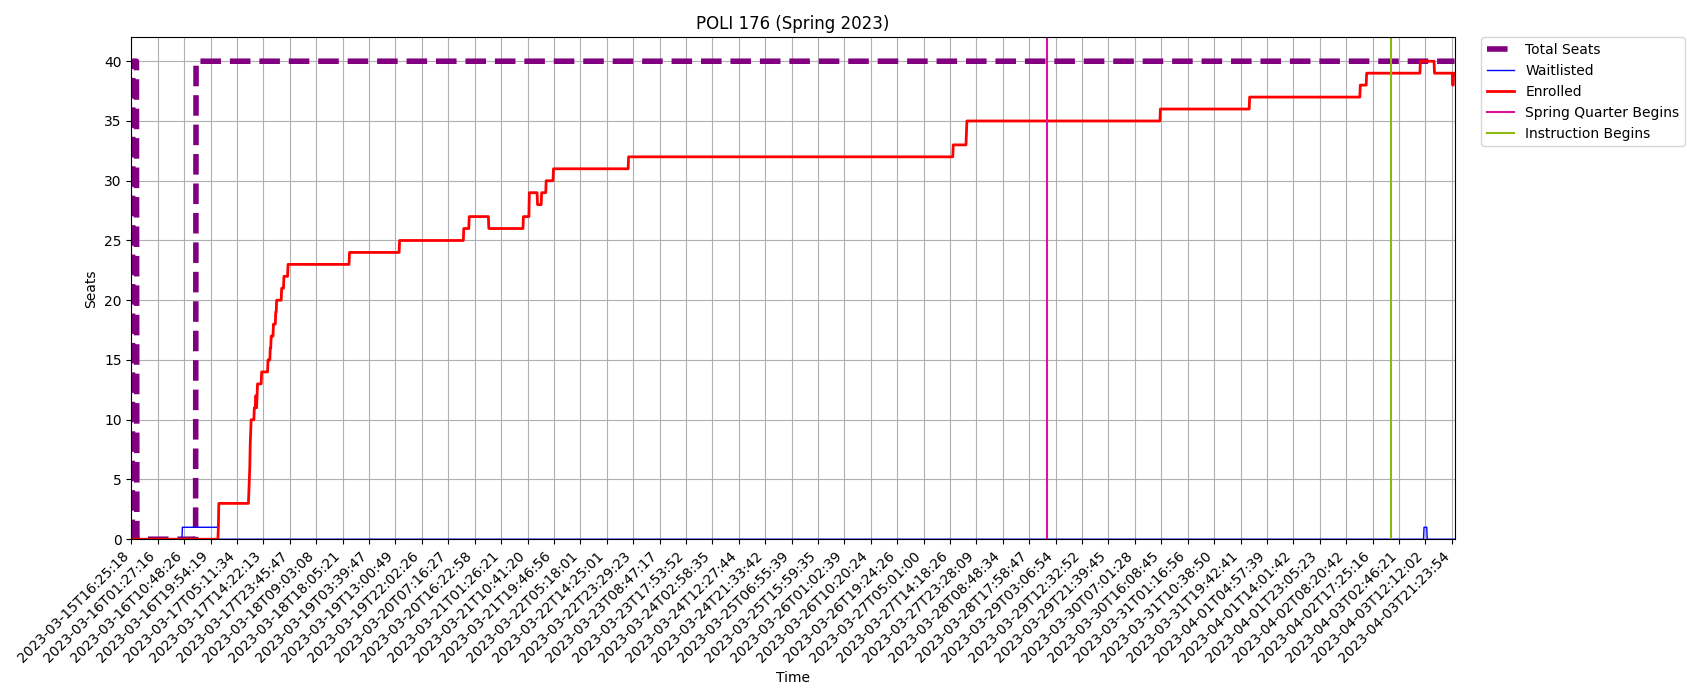 POLI 176 (Spring 2023)
Total Seats
Waitlisted
Enrolled
Spring Quarter Begins
Instruction Begins
Seats
40
35
30
25
20
15
10
5
0
2023-03-15T16:25:18
2023-03-16T01:27:16
2023-03-16T10:48:26
2023-03-16T19:54:19
2023-03-17T05:11:34
2023-03-17T14:22:13
2023-03-17T23:45:47
2023-03-18T09:03:08
2023-03-18T18:05:21
2023-03-19T03:39:47
2023-03-19T13:00:49
2023-03-19T22:02:26
2023-03-20T07:16:27
2023-03-20T16:22:58
2023-03-21T01:26:21
2023-03-21T10:41:20
2023-03-21T19:46:56
2023-03-22T05:18:01
2023-03-22T14:25:01
2023-03-22T23:29:23
2023-03-23T08:47:17
2023-03-23T17:53:52
2023-03-24T02:58:35
2023-03-24T12:27:44
2023-03-24T21:33:42
2023-03-25T06:55:39
2023-03-25T15:59:35
2023-03-26T01:02:39
2023-03-26T10:20:24
2023-03-26T19:24:26
2023-03-27T05:01:00
2023-03-27T14:18:26
2023-03-27T23:28:09
2023-03-28T08:48:34
2023-03-28T17:58:47
2023-03-29T03:06:54
2023-03-29T12:32:52
2023-03-29T21:39:45
2023-03-30T07:01:28
2023-03-30T16:08:45
2023-03-31T01:16:56
2023-03-31T10:38:50
2023-03-31T19:42:41
2023-04-01T04:57:39
2023-04-01T14:01:42
2023-04-01T23:05:23
2023-04-02T08:20:42
2023-04-02T17:25:16
2023-04-03T02:46:21
2023-04-03T12:12:02
2023-04-03T21:23:54
Time